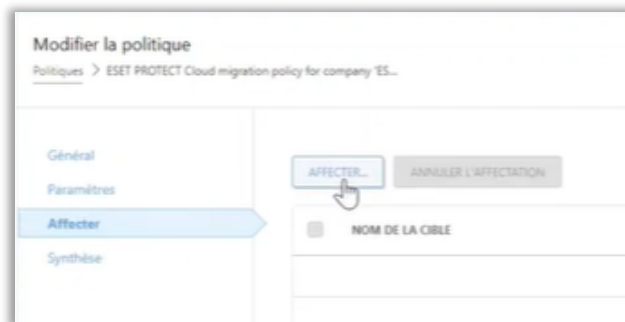 Modifier la politique
Politiques > ESET PROTECT Cloud migration policy for company 'ES...
Général
AFFECTER... ANNULER L'AFFECTATION
Paramètres
Affecter
NOM DE LA CIBLE
Synthèse